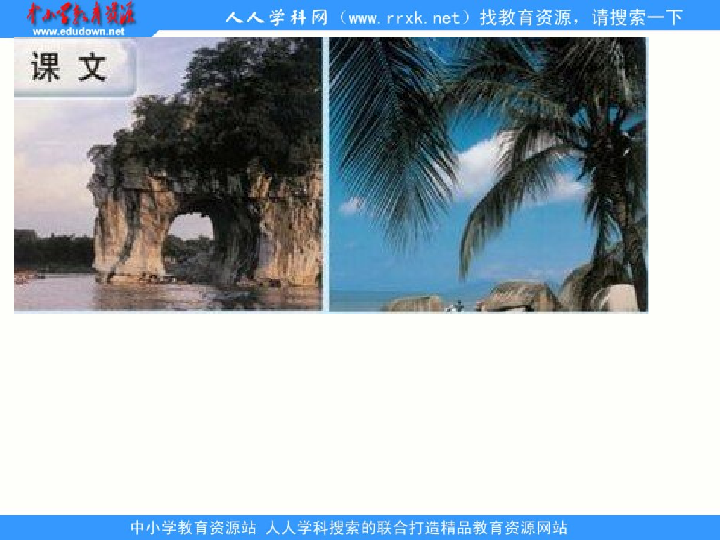 中小学教育资源
www.edudown.net
人人学科网（www.rrxk.net）找教育资源，请搜索一下
课 文
中小学教育资源站 人人学科搜索的联合打造精品教育资源网站